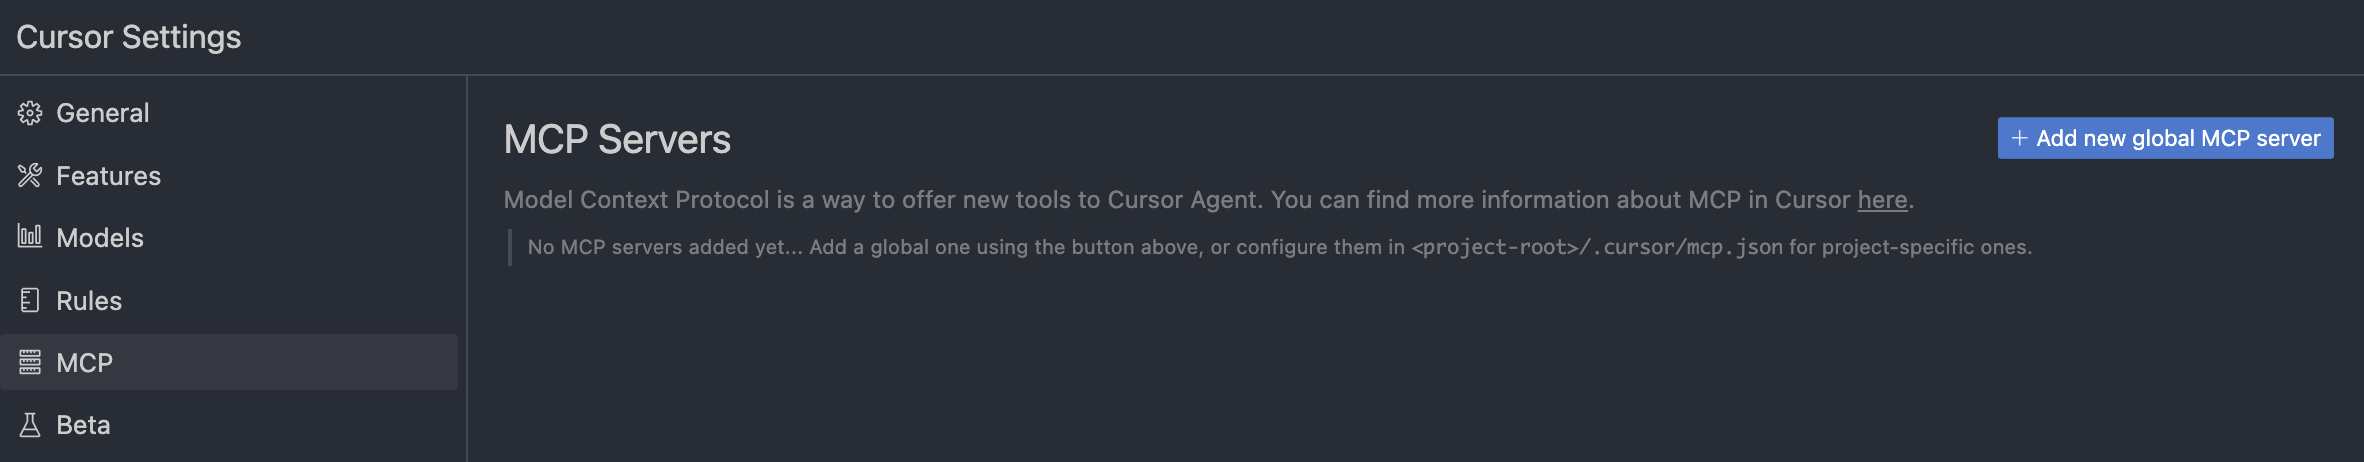 Cursor Settings
General
Features
Models
Rules
MCP
Beta
MCP Servers
+ Add new global MCP server
Model Context Protocol is a way to offer new tools to Cursor Agent. You can find more information about MCP in Cursor here.
No MCP servers added yet... Add a global one using the button above, or configure them in <project-root>/.cursor/mcp.json for project-specific ones.